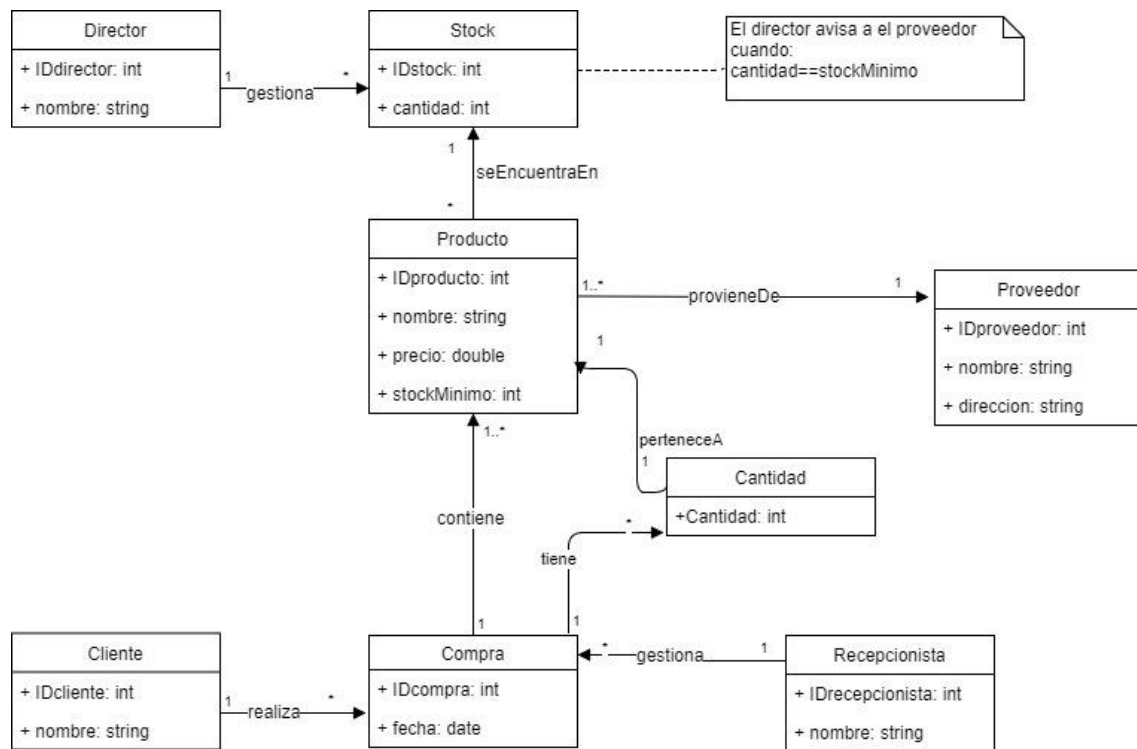 Director
+ IDdirector: int
+ nombre: string
1
gestiona
*
Stock
+ IDstock: int
+ cantidad: int
El director avisa a el proveedor
cuando:
cantidad==stockMinimo
1
seEncuentraEn
*
Producto
+ IDproducto: int
+ nombre: string
+ precio: double
+ stockMinimo: int
1..*
provieneDe
1
Proveedor
+ IDproveedor: int
+ nombre: string
+ direccion: string
1
perteneceA
1
Cantidad
+Cantidad: int
1..*
contiene
1
*
tiene
1
Cliente
+ IDcliente: int
+ nombre: string
1
realiza
*
Compra
+ IDcompra: int
+ fecha: date
*
gestiona
1
Recepcionista
+ IDrecepcionista: int
+ nombre: string